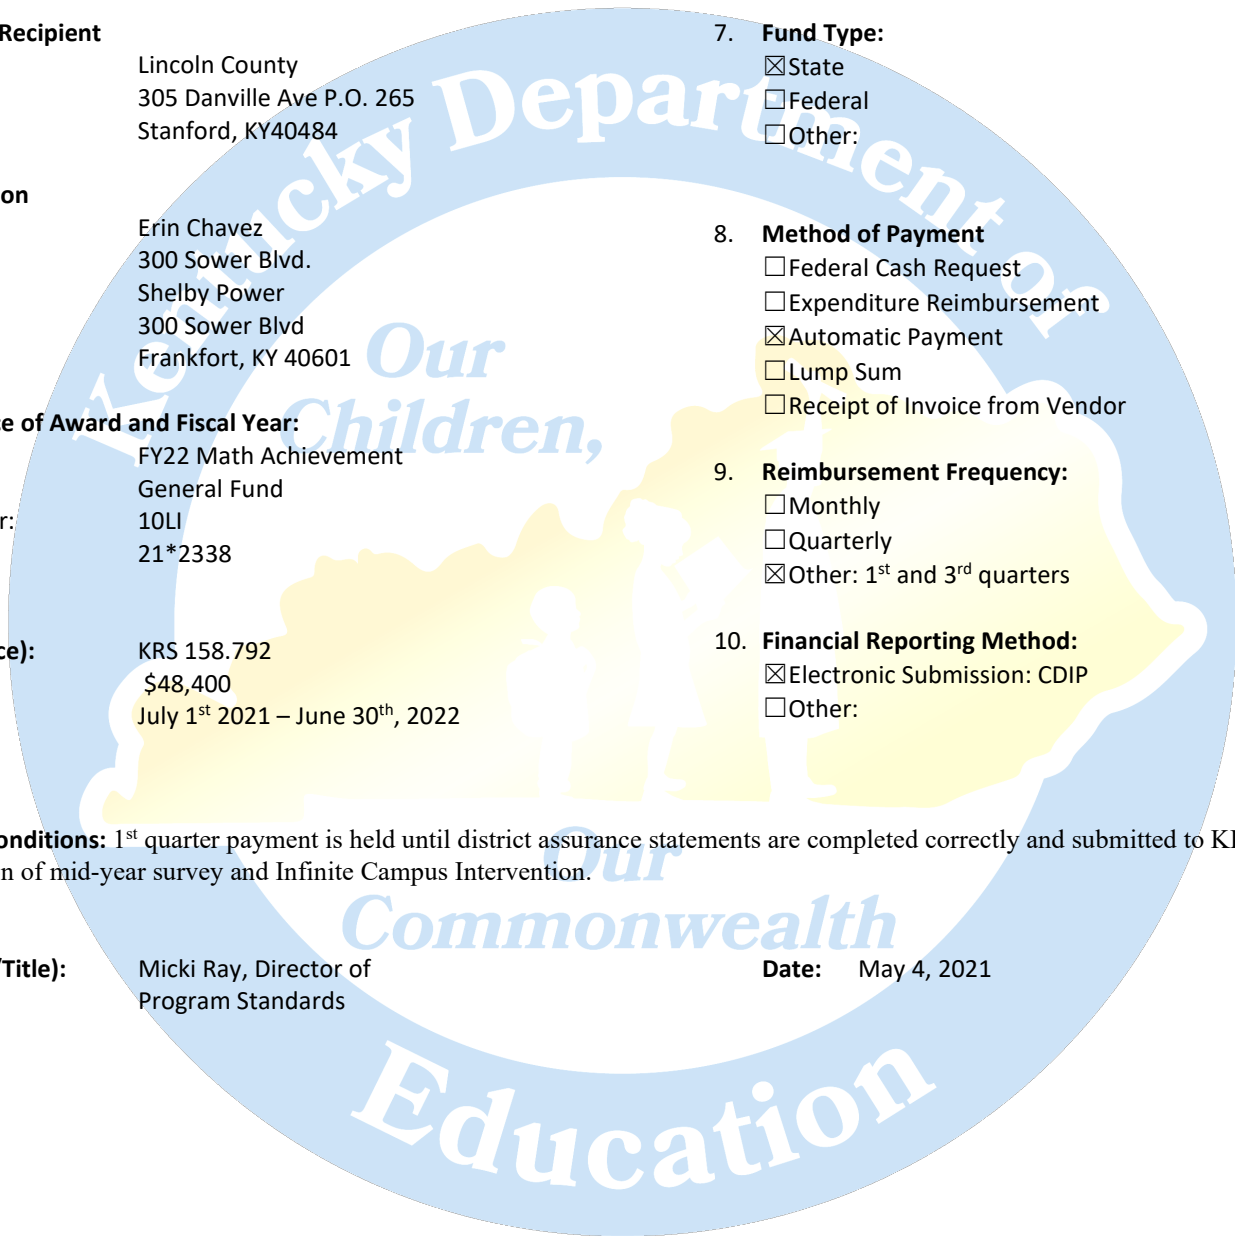 Recipient
Lincoln County
305 Danville Ave P.O. 265
Stanford, KY40484
on
Erin Chavez
300 Sower Blvd.
Shelby Power
300 Sower Blvd
Frankfort, KY 40601
e of Award and Fiscal Year:
FY22 Math Achievement
General Fund
r: 10LI
21*2338
ce): KRS 158.792
$48,400
July 1st 2021 – June 30th, 2022
7. Fund Type:
☒State
☐Federal
☐Other:
8. Method of Payment
☐Federal Cash Request
☐Expenditure Reimbursement
☒Automatic Payment
☐Lump Sum
☐Receipt of Invoice from Vendor
9. Reimbursement Frequency:
☐Monthly
☐Quarterly
☒Other: 1st and 3rd quarters
10. Financial Reporting Method:
☒Electronic Submission: CDIP
☐Other:
onditions: 1st quarter payment is held until district assurance statements are completed correctly and submitted to K
n of mid-year survey and Infinite Campus Intervention.
Title): Micki Ray, Director of
Program Standards
Date: May 4, 2021
Kentucky Department of
Education
Our
Children,
Our
Commonwealth